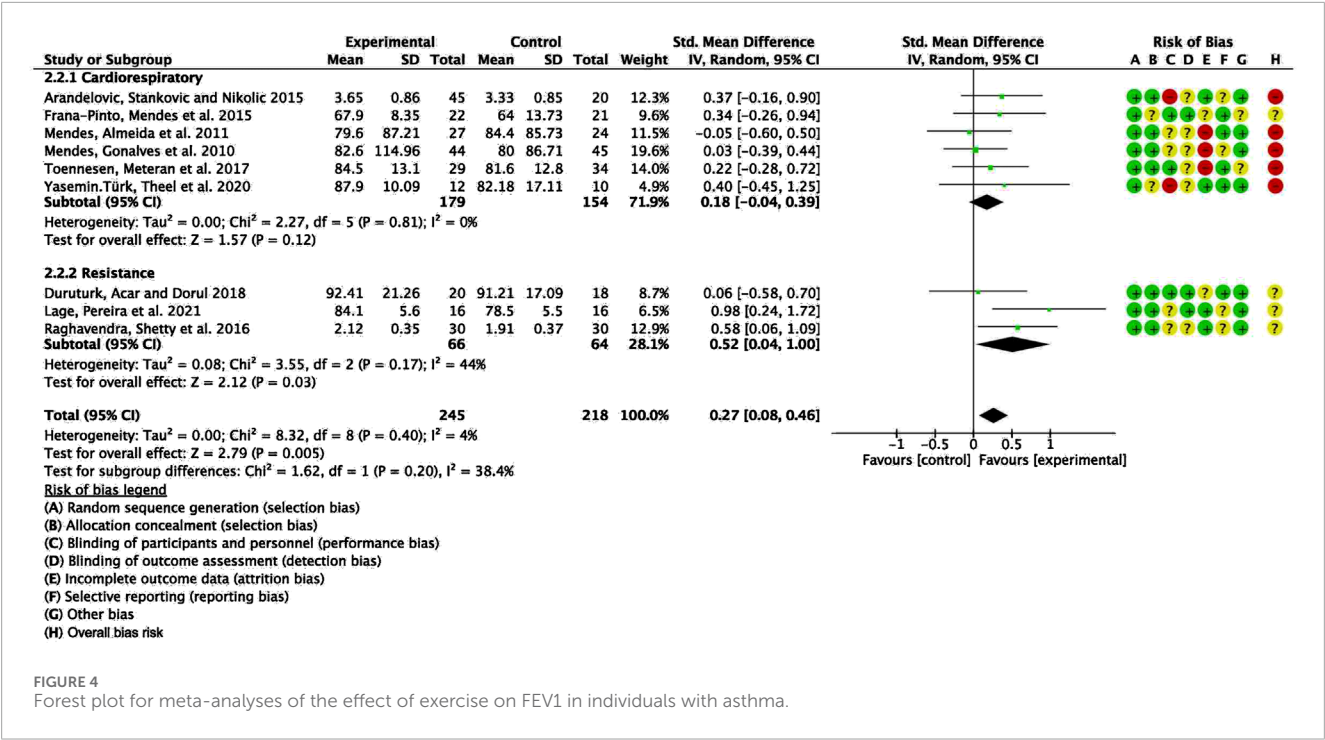 Experimental Control Std. Mean Difference Std. Mean Difference Risk of Bias
Study or Subgroup Mean SD Total Mean SD Total Weight IV, Random, 95% CI IV, Random, 95% CI A B C D E F G H
2.2.1 Cardiorespiratory
Arandelovic, Stankovic and Nikolic 2015 3.65 0.86 45 3.33 0.85 20 12.3% 0.37 [-0.16, 0.90] + + - ? + ? + -
Frana-Pinto, Mendes et al. 2015 67.9 8.35 22 64 13.73 21 9.6% 0.34 [-0.26, 0.94] + ? + + ? + ? ?
Mendes, Almeida et al. 2011 79.6 87.21 27 84.4 85.73 24 11.5% -0.05 [-0.60, 0.50] + + ? ? - + + -
Mendes, Gonalves et al. 2010 82.6 114.96 44 80 86.71 45 19.6% 0.03 [-0.39, 0.44] + + ? ? - ? + -
Toennesen, Meteran et al. 2017 84.5 13.1 29 81.6 12.8 34 14.0% 0.22 [-0.28, 0.72] + + ? + - ? + -
Yasemin.Türk, Theel et al. 2020 87.9 10.09 12 82.18 17.11 10 4.9% 0.40 [-0.45, 1.25] + ? - ? + ? + -
Subtotal (95% CI) 179 154 71.9% 0.18 [-0.04, 0.39]
Heterogeneity: Tau² = 0.00; Chi² = 2.27, df = 5 (P = 0.81); I² = 0%
Test for overall effect: Z = 1.57 (P = 0.12)
2.2.2 Resistance
Duruturk, Acar and Dorul 2018 92.41 21.26 20 91.21 17.09 18 8.7% 0.06 [-0.58, 0.70] + + + + ? + + ?
Lage, Pereira et al. 2021 84.1 5.6 16 78.5 5.5 16 6.5% 0.98 [0.24, 1.72] + + ? ? + ? + ?
Raghavendra, Shetty et al. 2016 2.12 0.35 30 1.91 0.37 30 12.9% 0.58 [0.06, 1.09] + + ? ? + ? + ?
Subtotal (95% CI) 66 64 28.1% 0.52 [0.04, 1.00]
Heterogeneity: Tau² = 0.08; Chi² = 3.55, df = 2 (P = 0.17); I² = 44%
Test for overall effect: Z = 2.12 (P = 0.03)
Total (95% CI) 245 218 100.0% 0.27 [0.08, 0.46]
Heterogeneity: Tau² = 0.00; Chi² = 8.32, df = 8 (P = 0.40); I² = 4%
Test for overall effect: Z = 2.79 (P = 0.005)
Test for subgroup differences: Chi² = 1.62, df = 1 (P = 0.20), I² = 38.4%
-1 -0.5 0 0.5 1
Favours [control] Favours [experimental]
Risk of bias legend
(A) Random sequence generation (selection bias)
(B) Allocation concealment (selection bias)
(C) Blinding of participants and personnel (performance bias)
(D) Blinding of outcome assessment (detection bias)
(E) Incomplete outcome data (attrition bias)
(F) Selective reporting (reporting bias)
(G) Other bias
(H) Overall bias risk
FIGURE 4
Forest plot for meta-analyses of the effect of exercise on FEV1 in individuals with asthma.